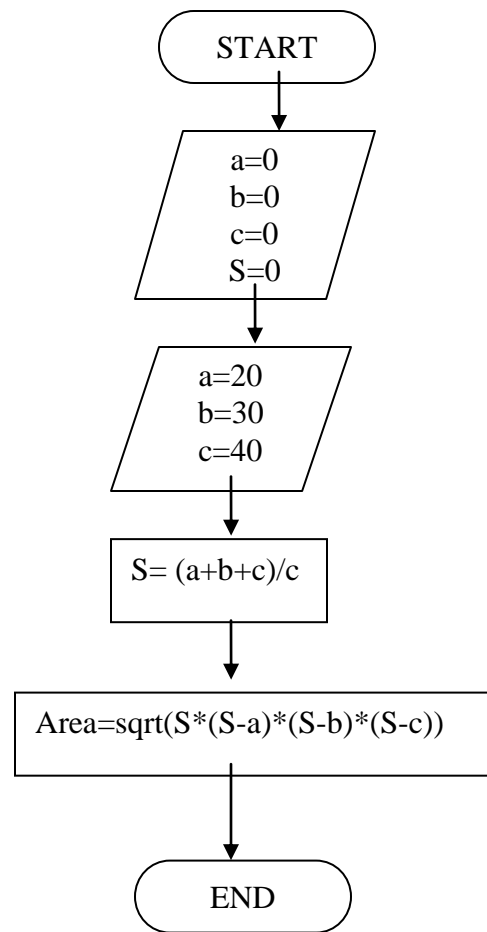 START
a=0
b=0
c=0
S=0
a=20
b=30
c=40
S= (a+b+c)/c
Area=sqrt(S*(S-a)*(S-b)*(S-c))
END